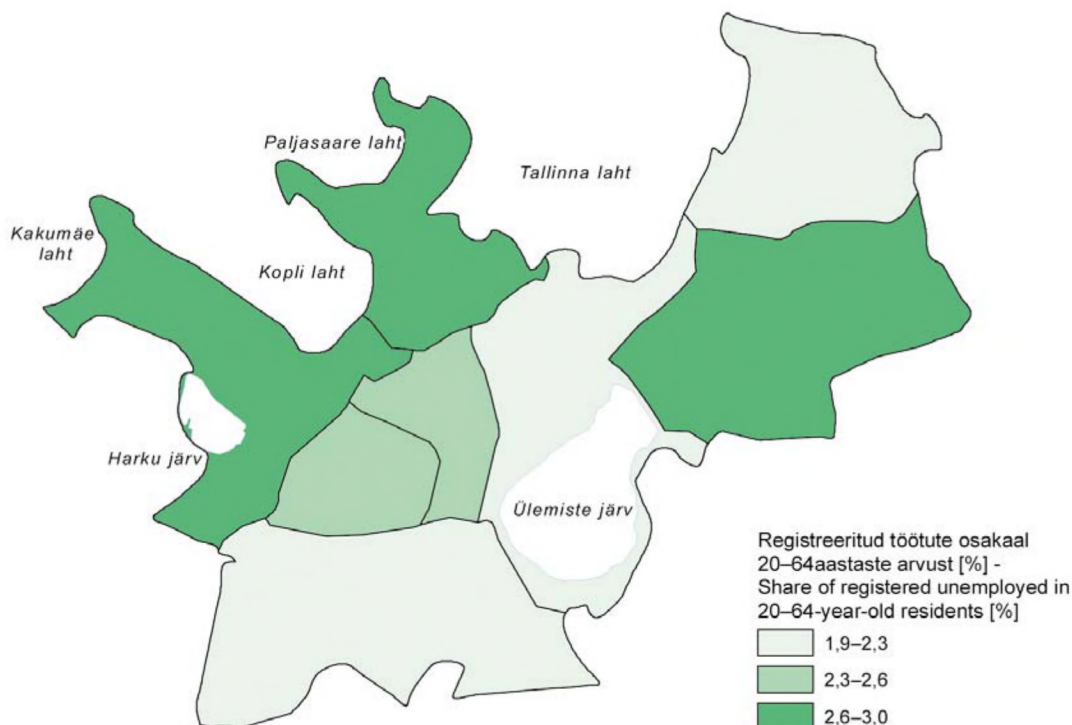 Paljasaare laht
Tallinna laht
Kakumäe
laht
Kopli laht
Harku järv
Ülemiste järv
Registreeritud töötute osakaal
20–64aastaste arvust [%] -
Share of registered unemployed in
20–64-year-old residents [%]
1,9–2,3
2,3–2,6
2,6–3,0